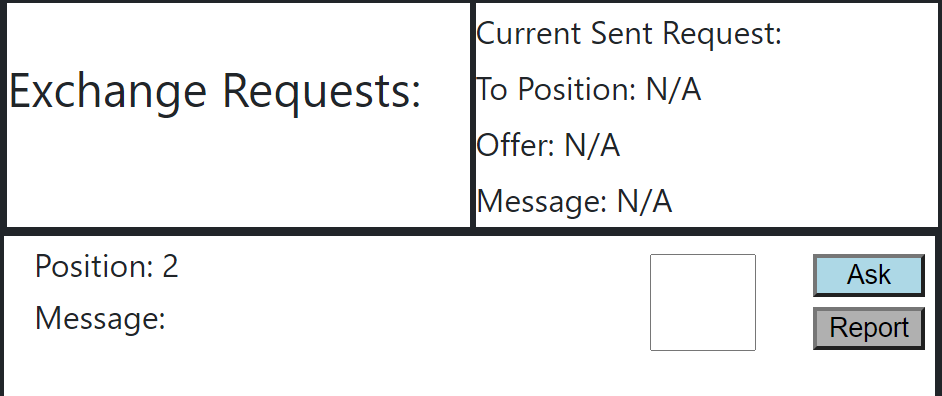 Exchange Requests:
Current Sent Request:
To Position: N/A
Offer: N/A
Message: N/A
Position: 2
Message:
Ask
Report